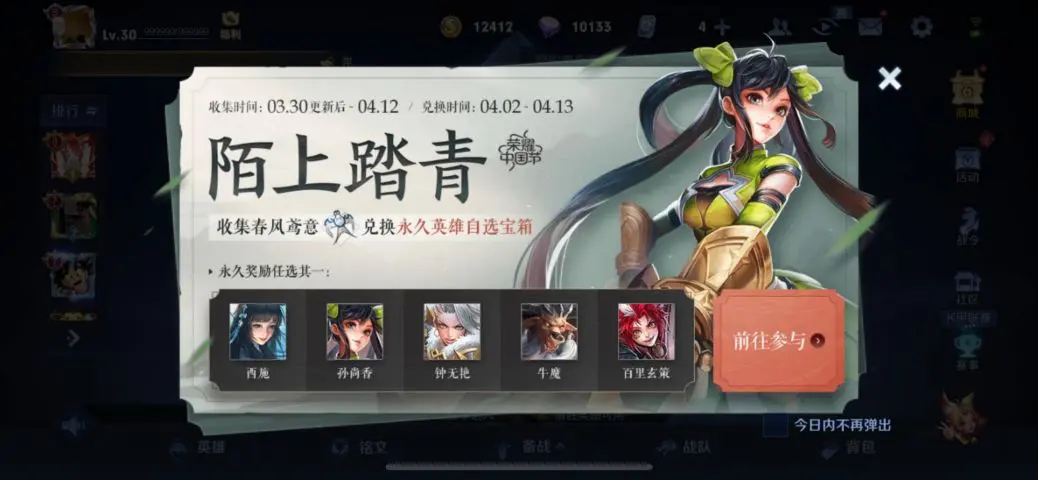 Lv.30
12412
10133
4
排行
收集时间: 03.30更新后 - 04.12 / 兑换时间: 04.02 - 04.13
陌上踏青
荣耀中国节
收集春风鸢意 兑换永久英雄自选宝箱
永久奖励任选其一:
西施
孙尚香
钟无艳
牛魔
百里玄策
前往参与
今日内不再弹出
商城
活动
战令
社区
赛事
英雄
铭文
备战
战队
背包